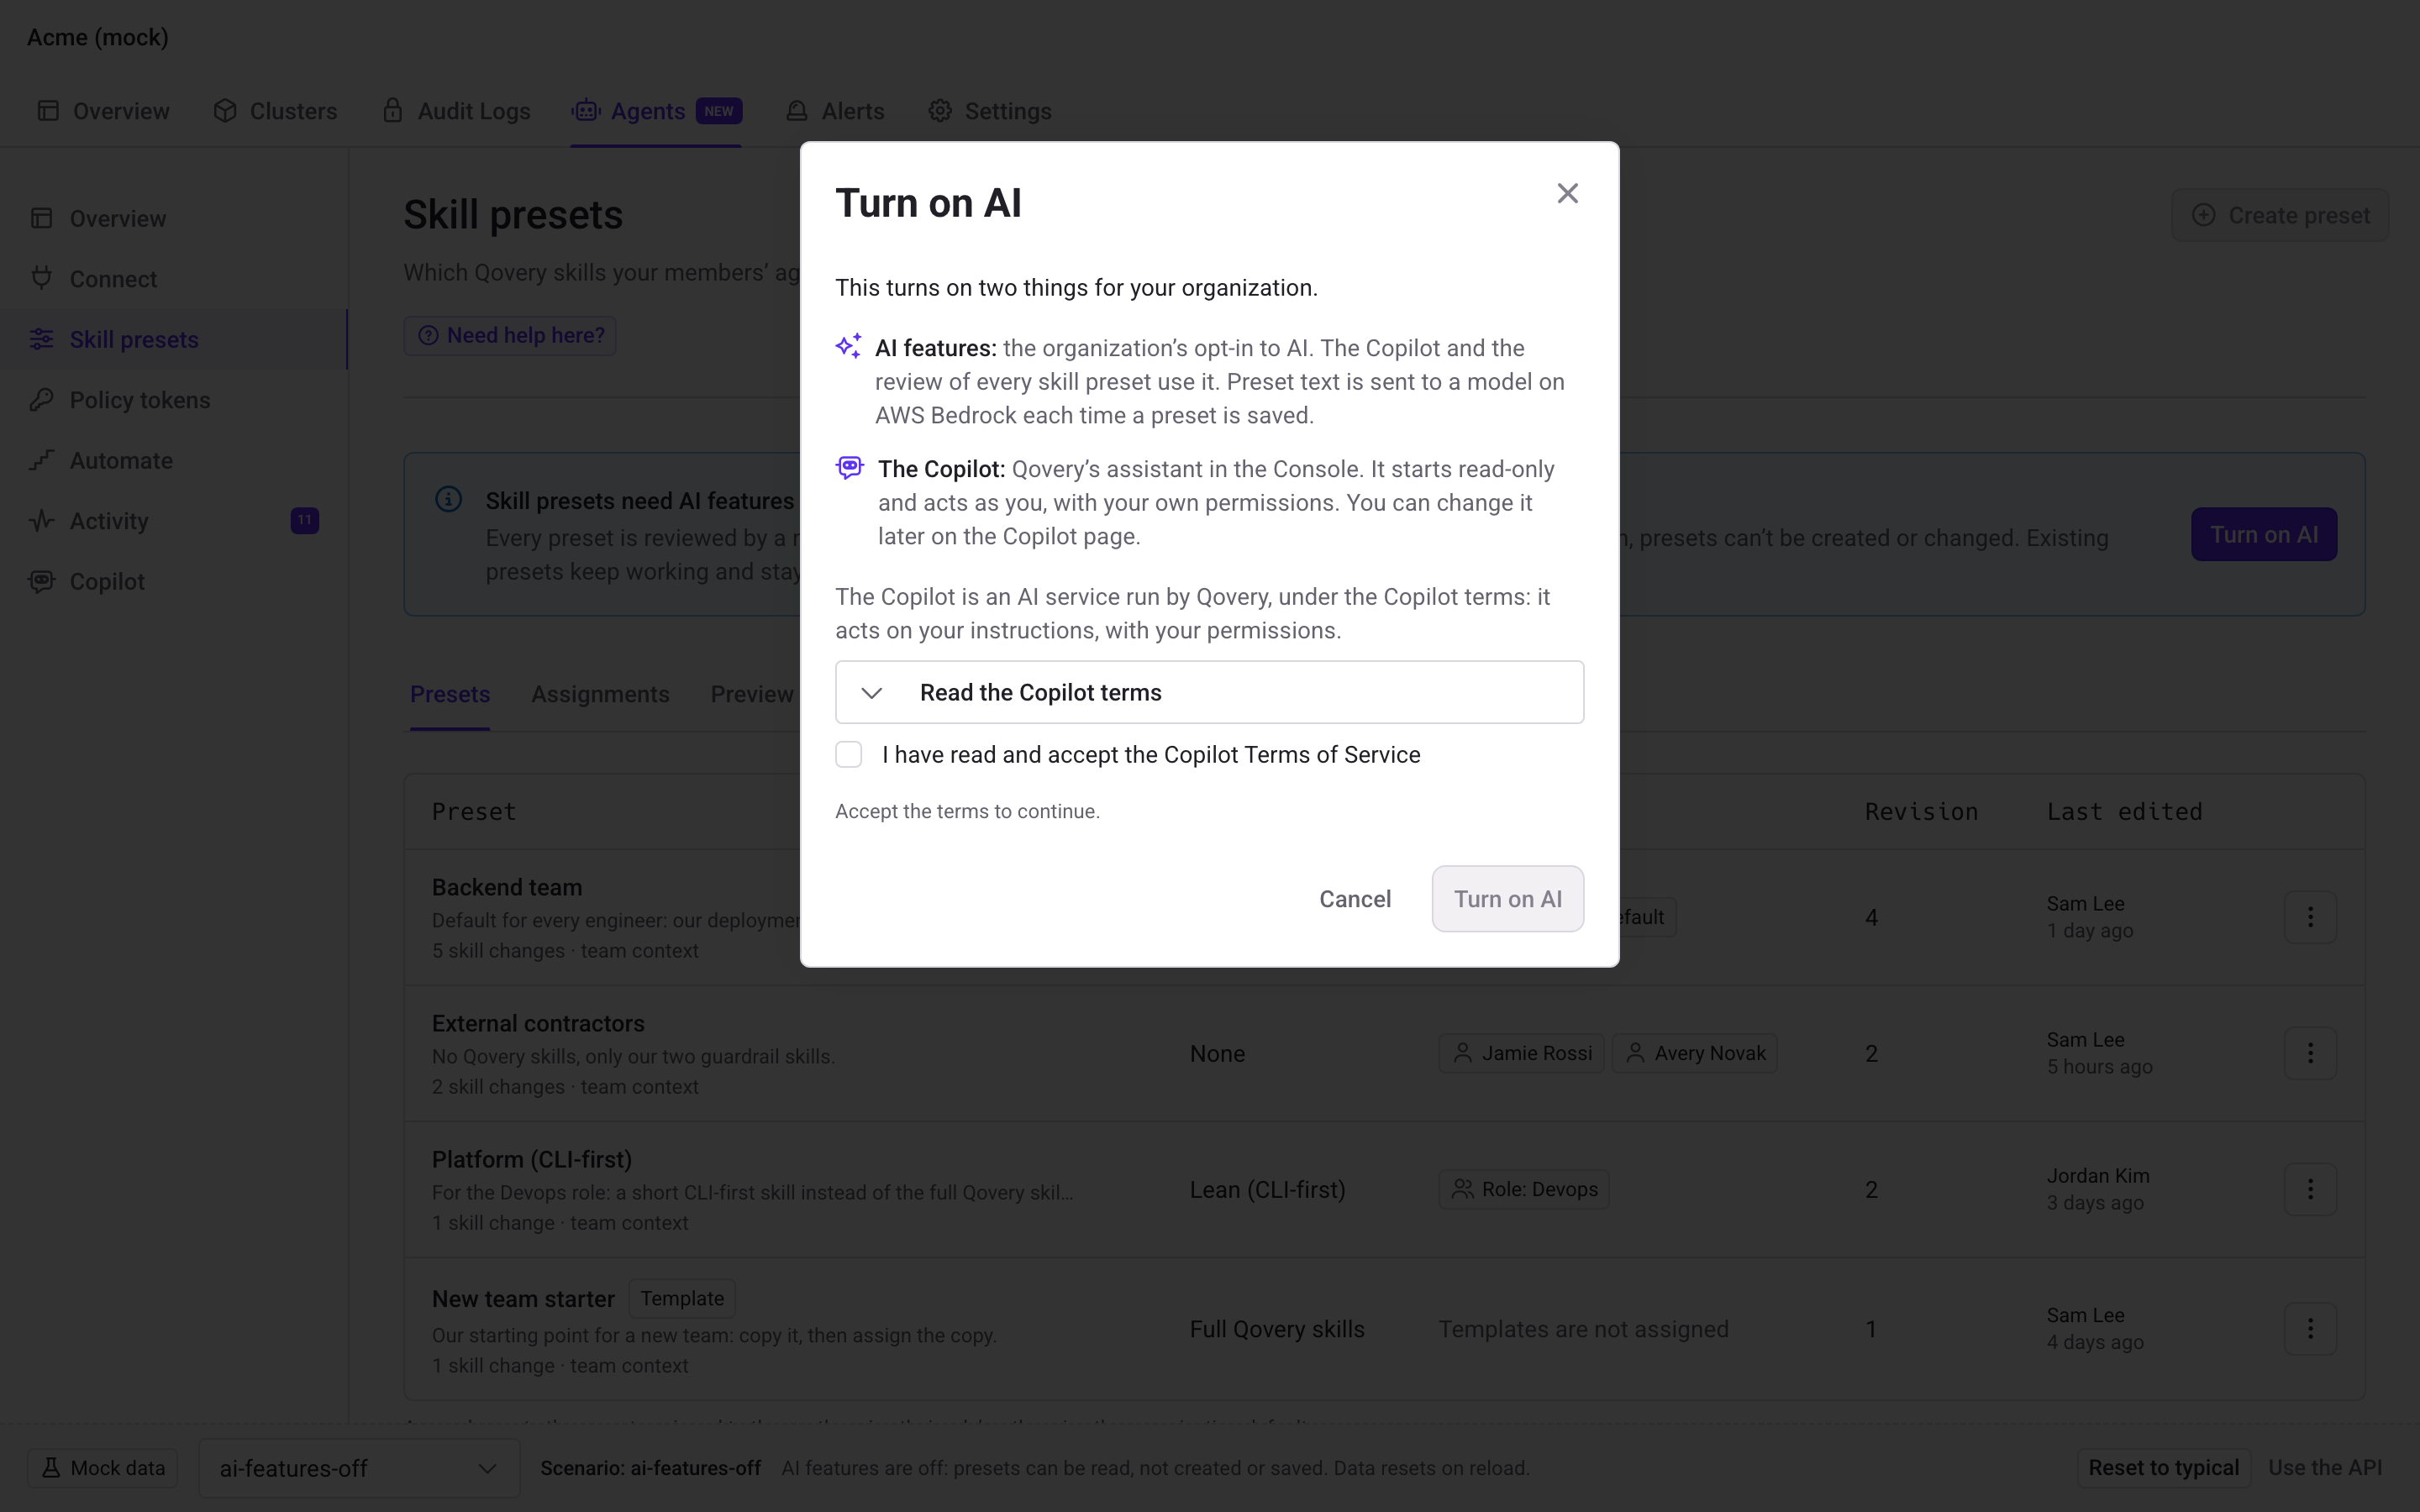 Acme (mock)
Overview
Clusters
Audit Logs
Agents NEW
Alerts
Settings
Overview
Connect
Skill presets
Policy tokens
Automate
Activity 11
Copilot
Skill presets
Which Qovery skills your members’ ag
Need help here?
Create preset
Skill presets need AI features
Every preset is reviewed by a
, presets can’t be created or changed. Existing
presets keep working and stay
Turn on AI
Presets
Assignments
Preview
Preset
Revision
Last edited
Backend team
Default for every engineer: our deploymen
5 skill changes · team context
efault
4
Sam Lee
1 day ago
External contractors
No Qovery skills, only our two guardrail skills.
2 skill changes · team context
None
Jamie Rossi
Avery Novak
2
Sam Lee
5 hours ago
Platform (CLI-first)
For the Devops role: a short CLI-first skill instead of the full Qovery skil...
1 skill change · team context
Lean (CLI-first)
Role: Devops
2
Jordan Kim
3 days ago
New team starter Template
Our starting point for a new team: copy it, then assign the copy.
1 skill change · team context
Full Qovery skills
Templates are not assigned
1
Sam Lee
4 days ago
Turn on AI
This turns on two things for your organization.
AI features: the organization’s opt-in to AI. The Copilot and the
review of every skill preset use it. Preset text is sent to a model on
AWS Bedrock each time a preset is saved.
The Copilot: Qovery’s assistant in the Console. It starts read-only
and acts as you, with your own permissions. You can change it
later on the Copilot page.
The Copilot is an AI service run by Qovery, under the Copilot terms: it
acts on your instructions, with your permissions.
Read the Copilot terms
I have read and accept the Copilot Terms of Service
Accept the terms to continue.
Cancel
Turn on AI
Mock data
ai-features-off
Scenario: ai-features-off
AI features are off: presets can be read, not created or saved. Data resets on reload.
Reset to typical
Use the API